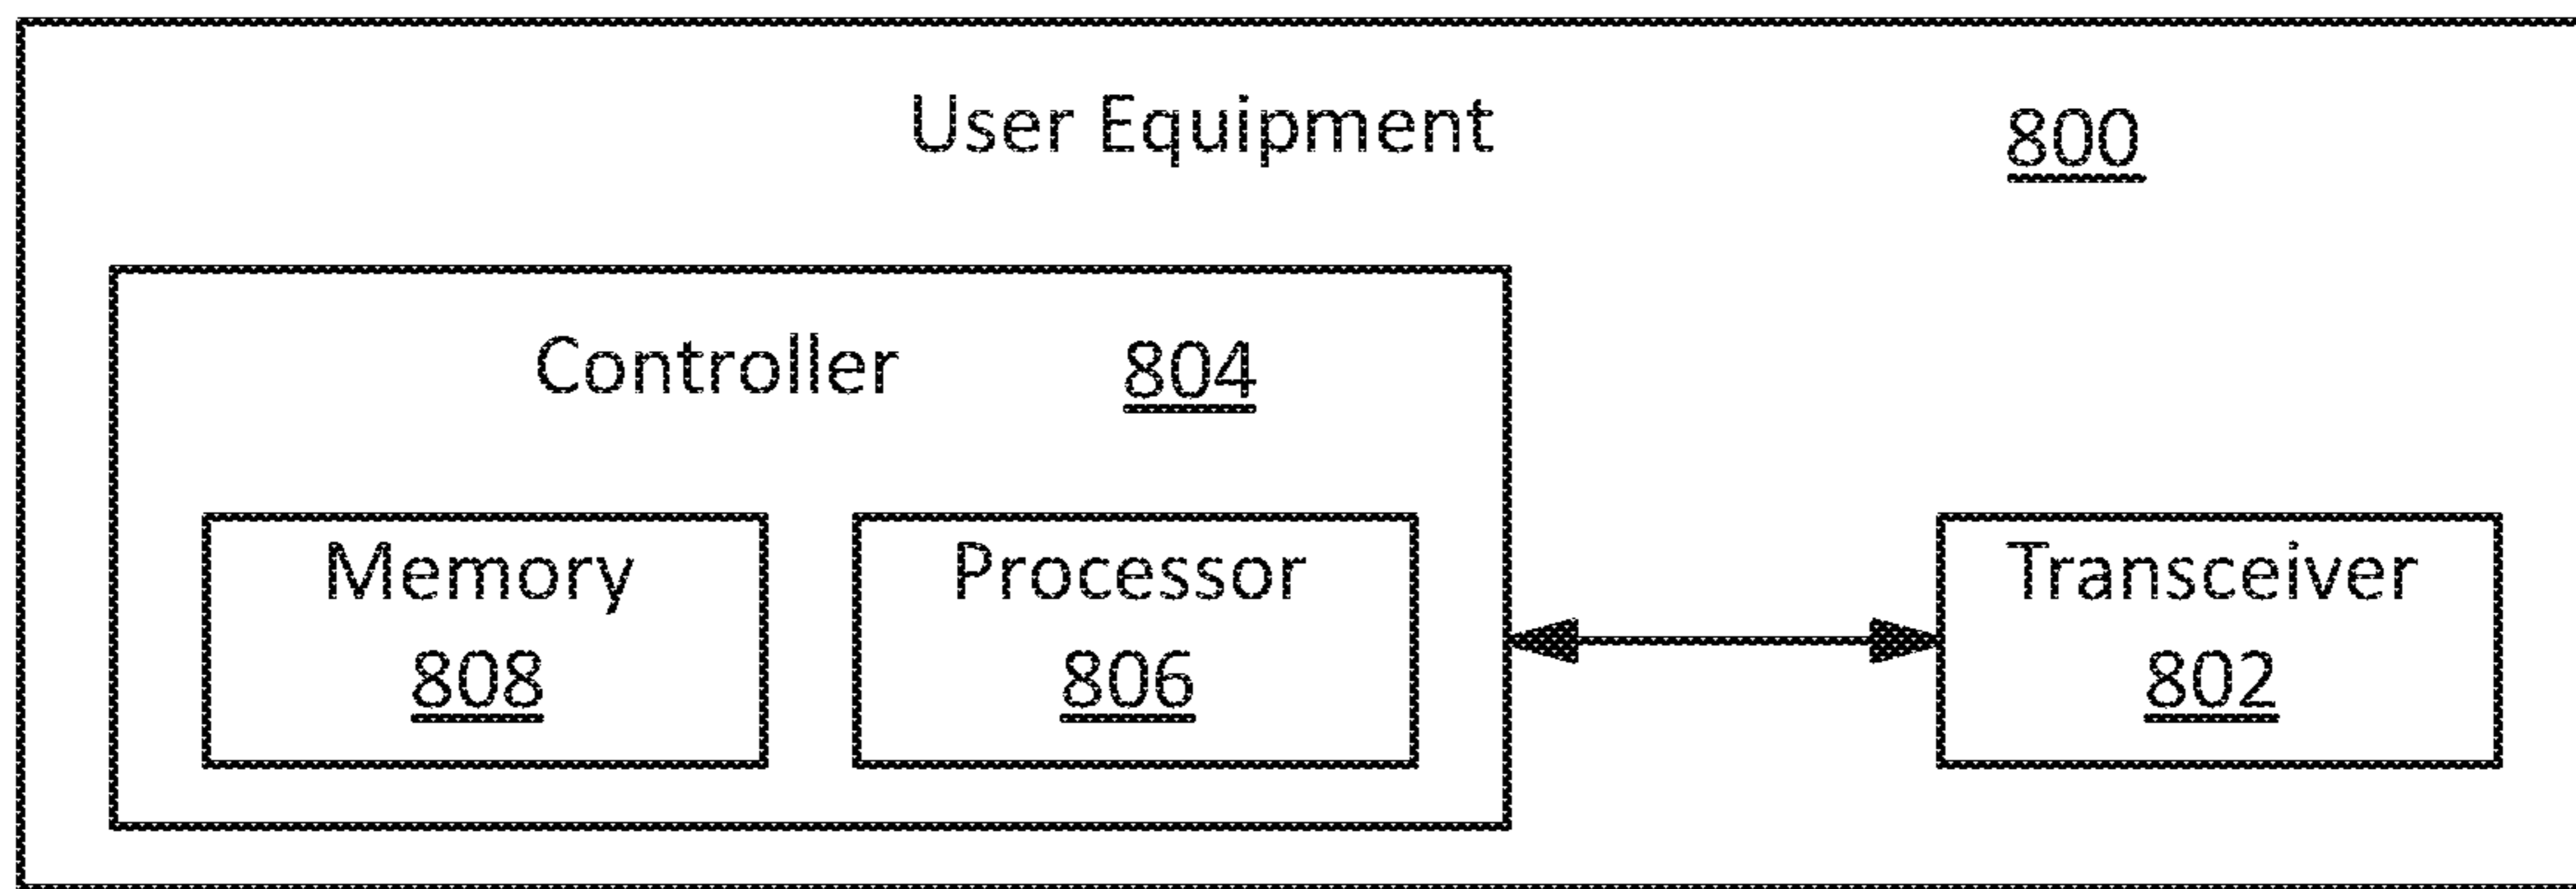 User Equipment 800
Controller 804
Memory
808
Processor
806
Transceiver
802